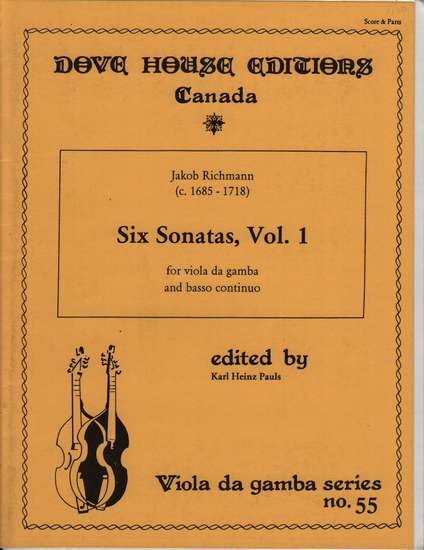 Score & Parts
DOVE HOUSE EDITIONS
Canada
Jakob Richmann
(c. 1685 - 1718)
Six Sonatas, Vol. 1
for viola da gamba
and basso continuo
edited by
Karl Heinz Pauls
Viola da gamba series
no. 55